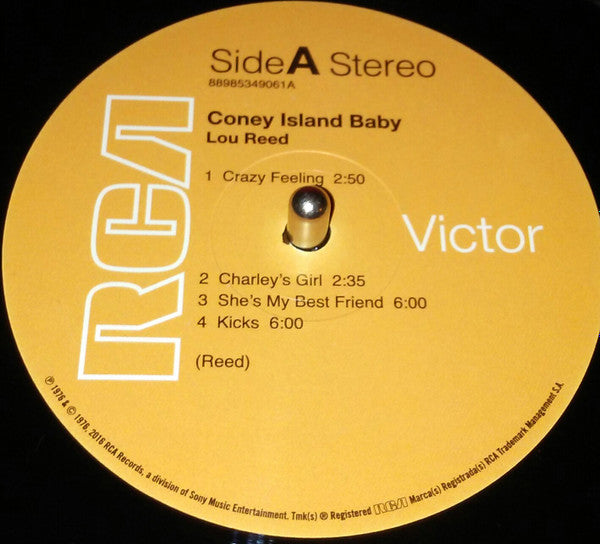 Side A Stereo
88985349061A
Coney Island Baby
Lou Reed
1 Crazy Feeling 2:50
RCA
Victor
2 Charley's Girl 2:35
3 She's My Best Friend 6:00
4 Kicks 6:00
(Reed)
℗ 1976 & © 1976, 2016 RCA Records, a division of Sony Music Entertainment. Tmk(s) ® Registered RCA Marca(s) Registrada(s) RCA Trademark Management S.A.